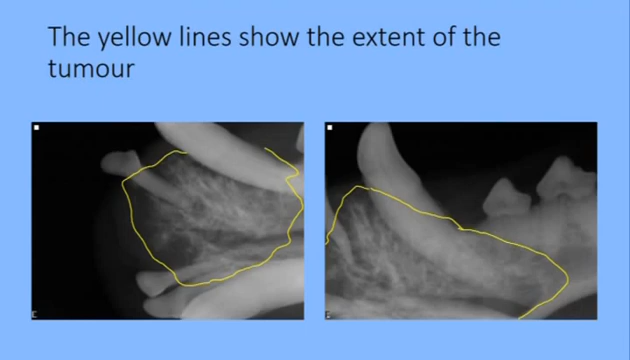 The yellow lines show the extent of the
tumour